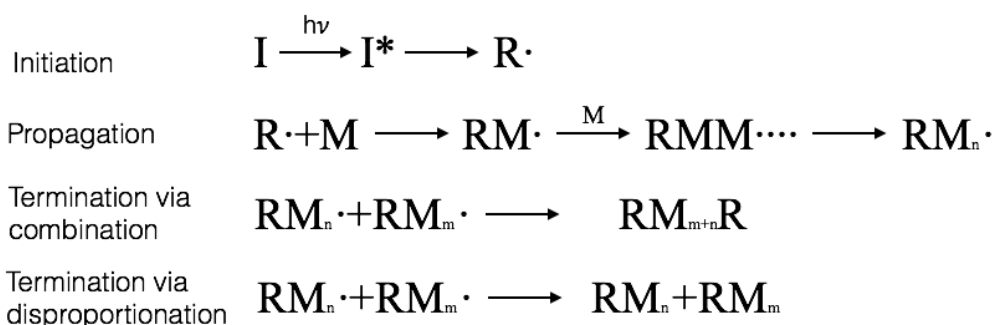 hν
Initiation I ⟶ I* ⟶ R·
M
Propagation R·+M ⟶ RM· ⟶ RMM···· ⟶ RMₙ·
Termination via
combination RMₙ·+RMₘ· ⟶ RMₘ₊ₙR
Termination via
disproportionation RMₙ·+RMₘ· ⟶ RMₙ+RMₘ